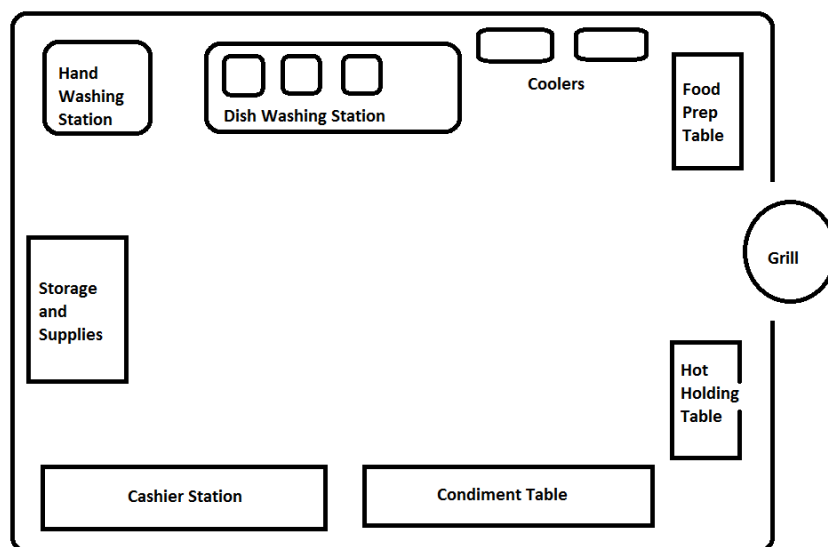 Hand
Washing
Station
Dish Washing Station
Coolers
Food
Prep
Table
Grill
Storage
and
Supplies
Hot
Holding
Table
Cashier Station
Condiment Table